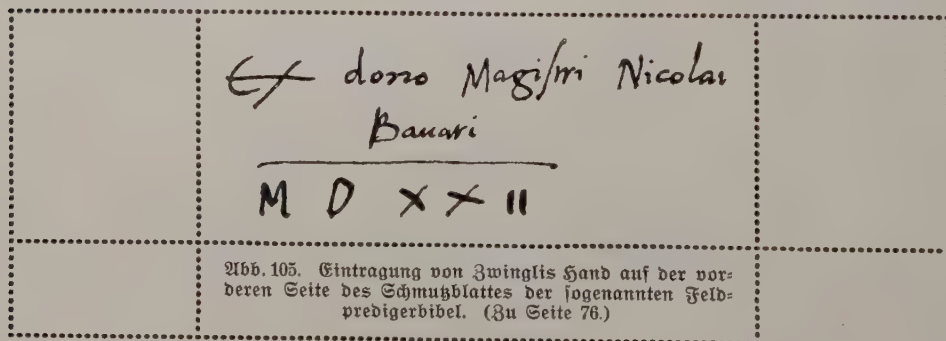 Ex dono Magiſtri Nicolai
Bauari
M D X X II
Abb. 105. Eintragung von Zwinglis Hand auf der vor-
deren Seite des Schmutzblattes der ſogenannten Feld-
predigerbibel. (Zu Seite 76.)